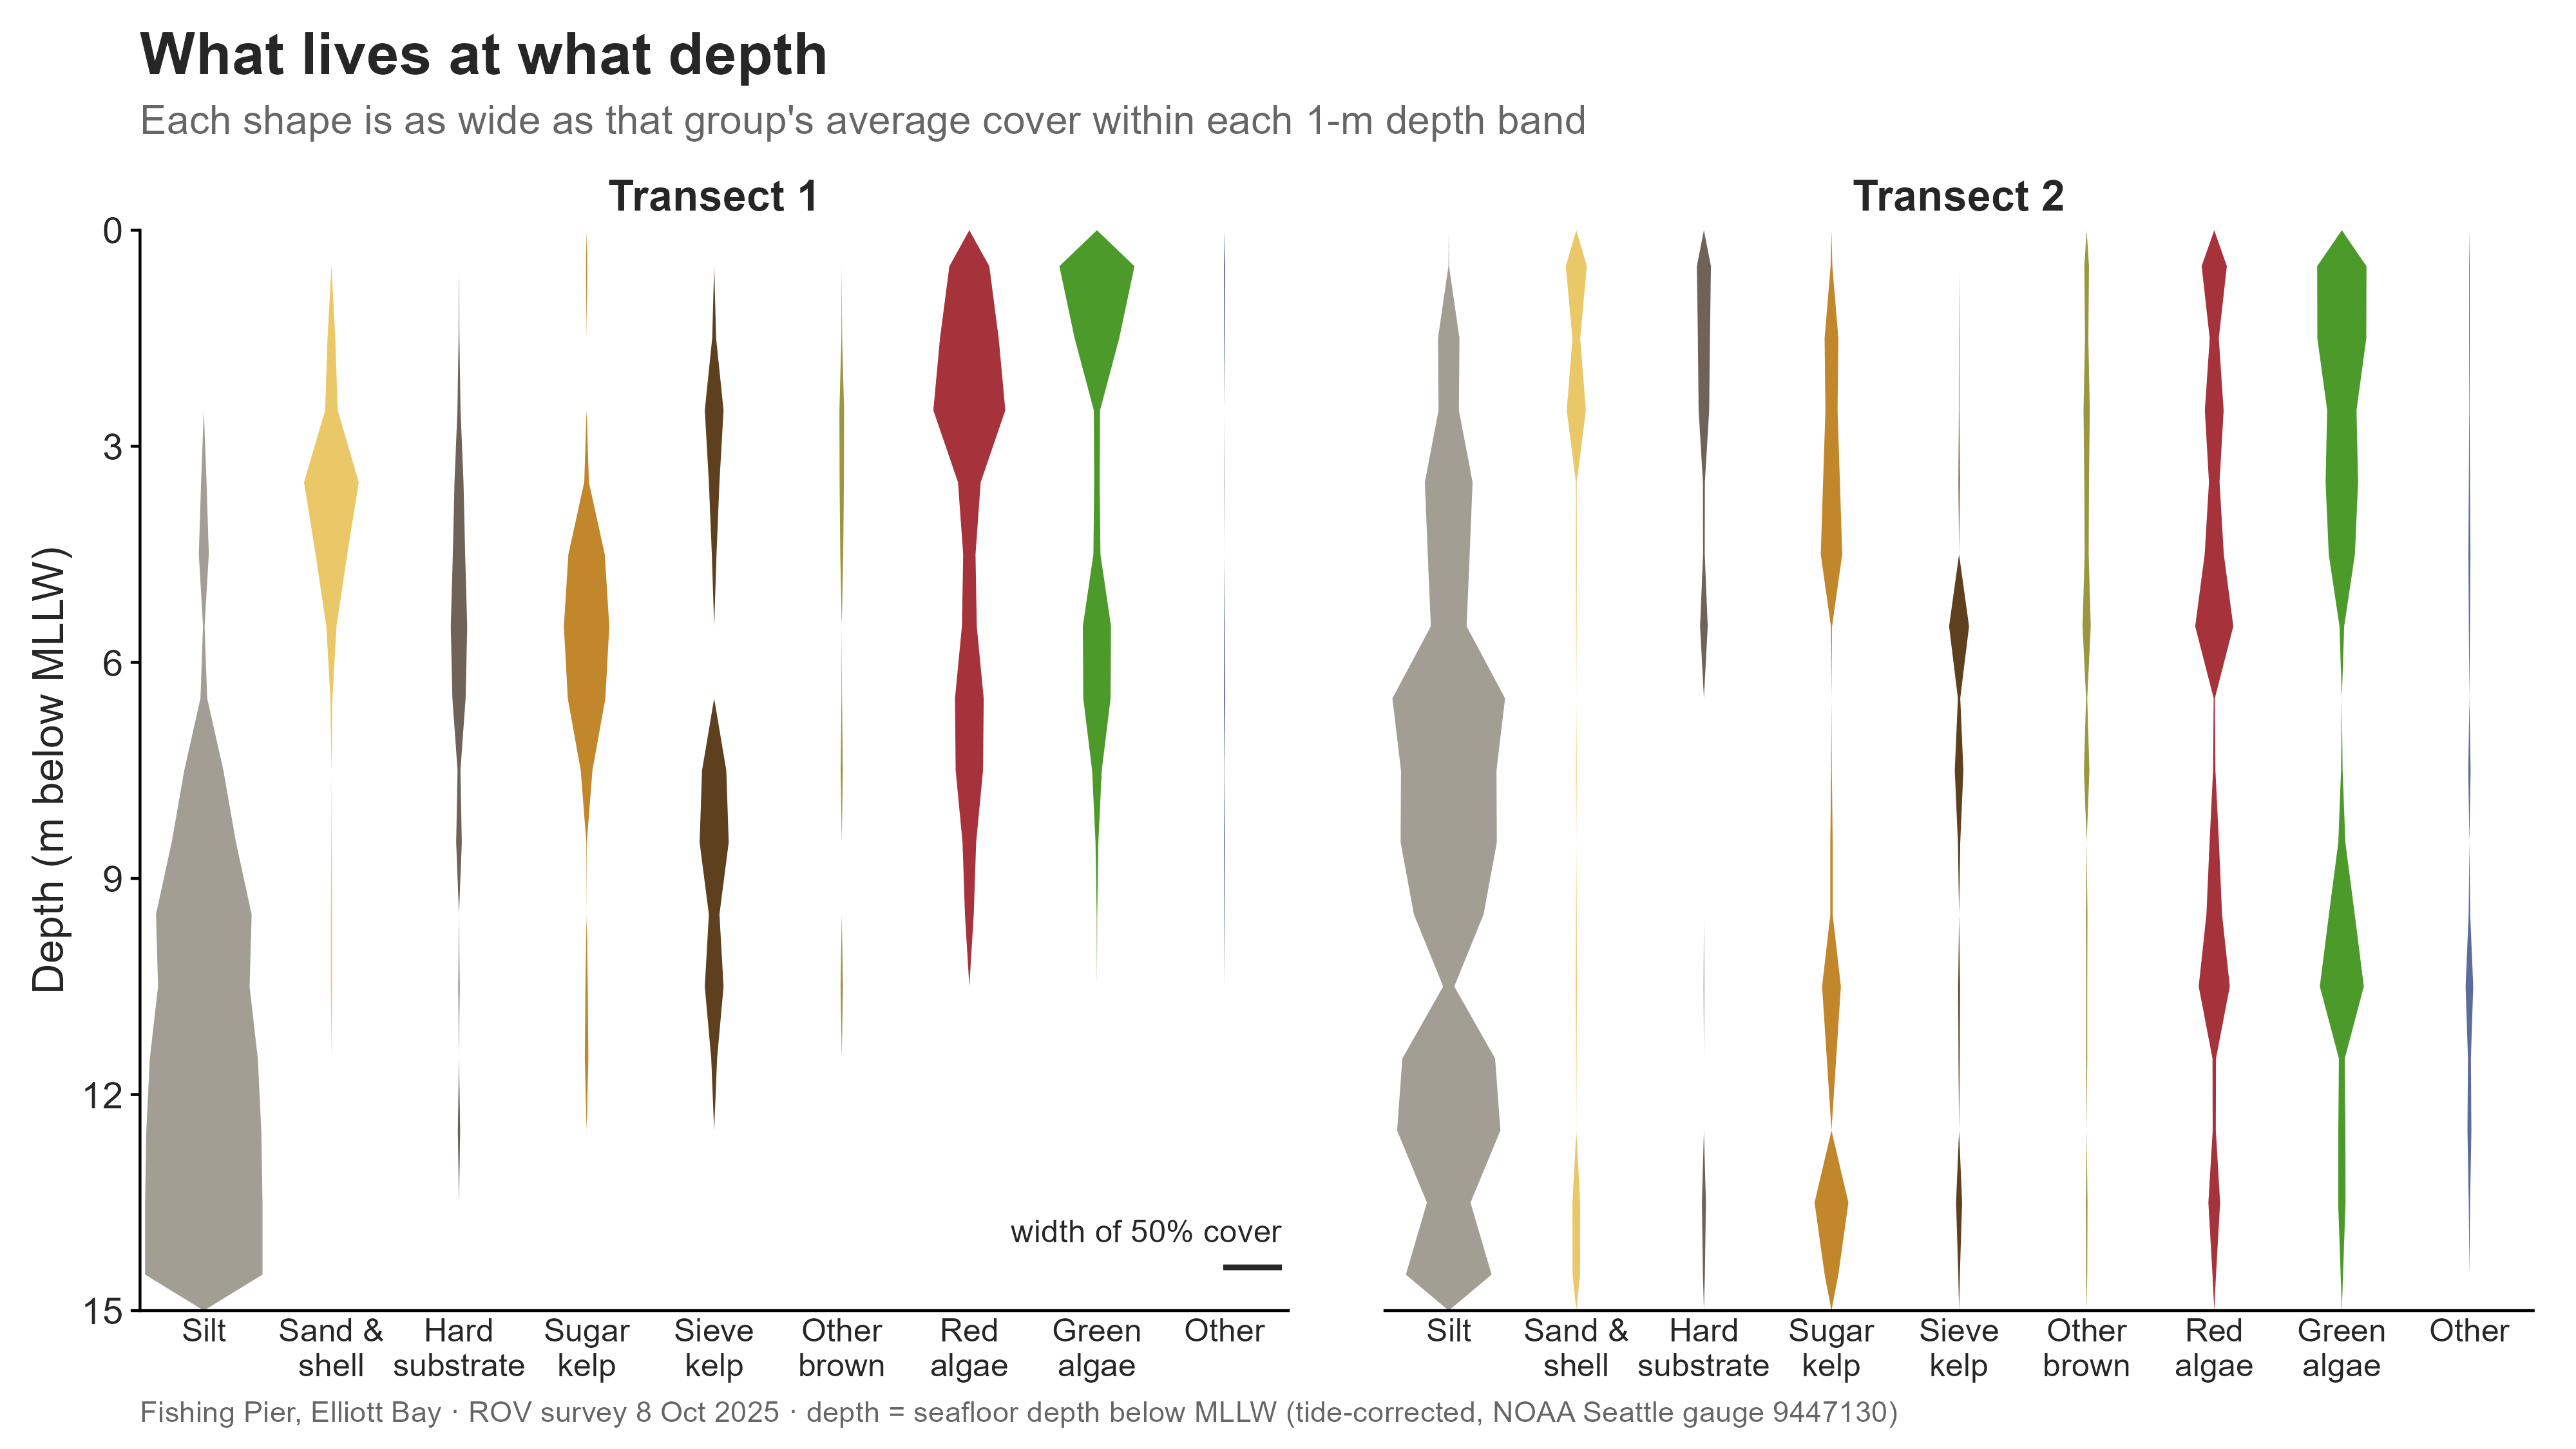 What lives at what depth
Each shape is as wide as that group's average cover within each 1-m depth band
Transect 1
Transect 2
Depth (m below MLLW)
0
3
6
9
12
15
width of 50% cover
Silt
Sand &
shell
Hard
substrate
Sugar
kelp
Sieve
kelp
Other
brown
Red
algae
Green
algae
Other
Silt
Sand &
shell
Hard
substrate
Sugar
kelp
Sieve
kelp
Other
brown
Red
algae
Green
algae
Other
Fishing Pier, Elliott Bay · ROV survey 8 Oct 2025 · depth = seafloor depth below MLLW (tide-corrected, NOAA Seattle gauge 9447130)